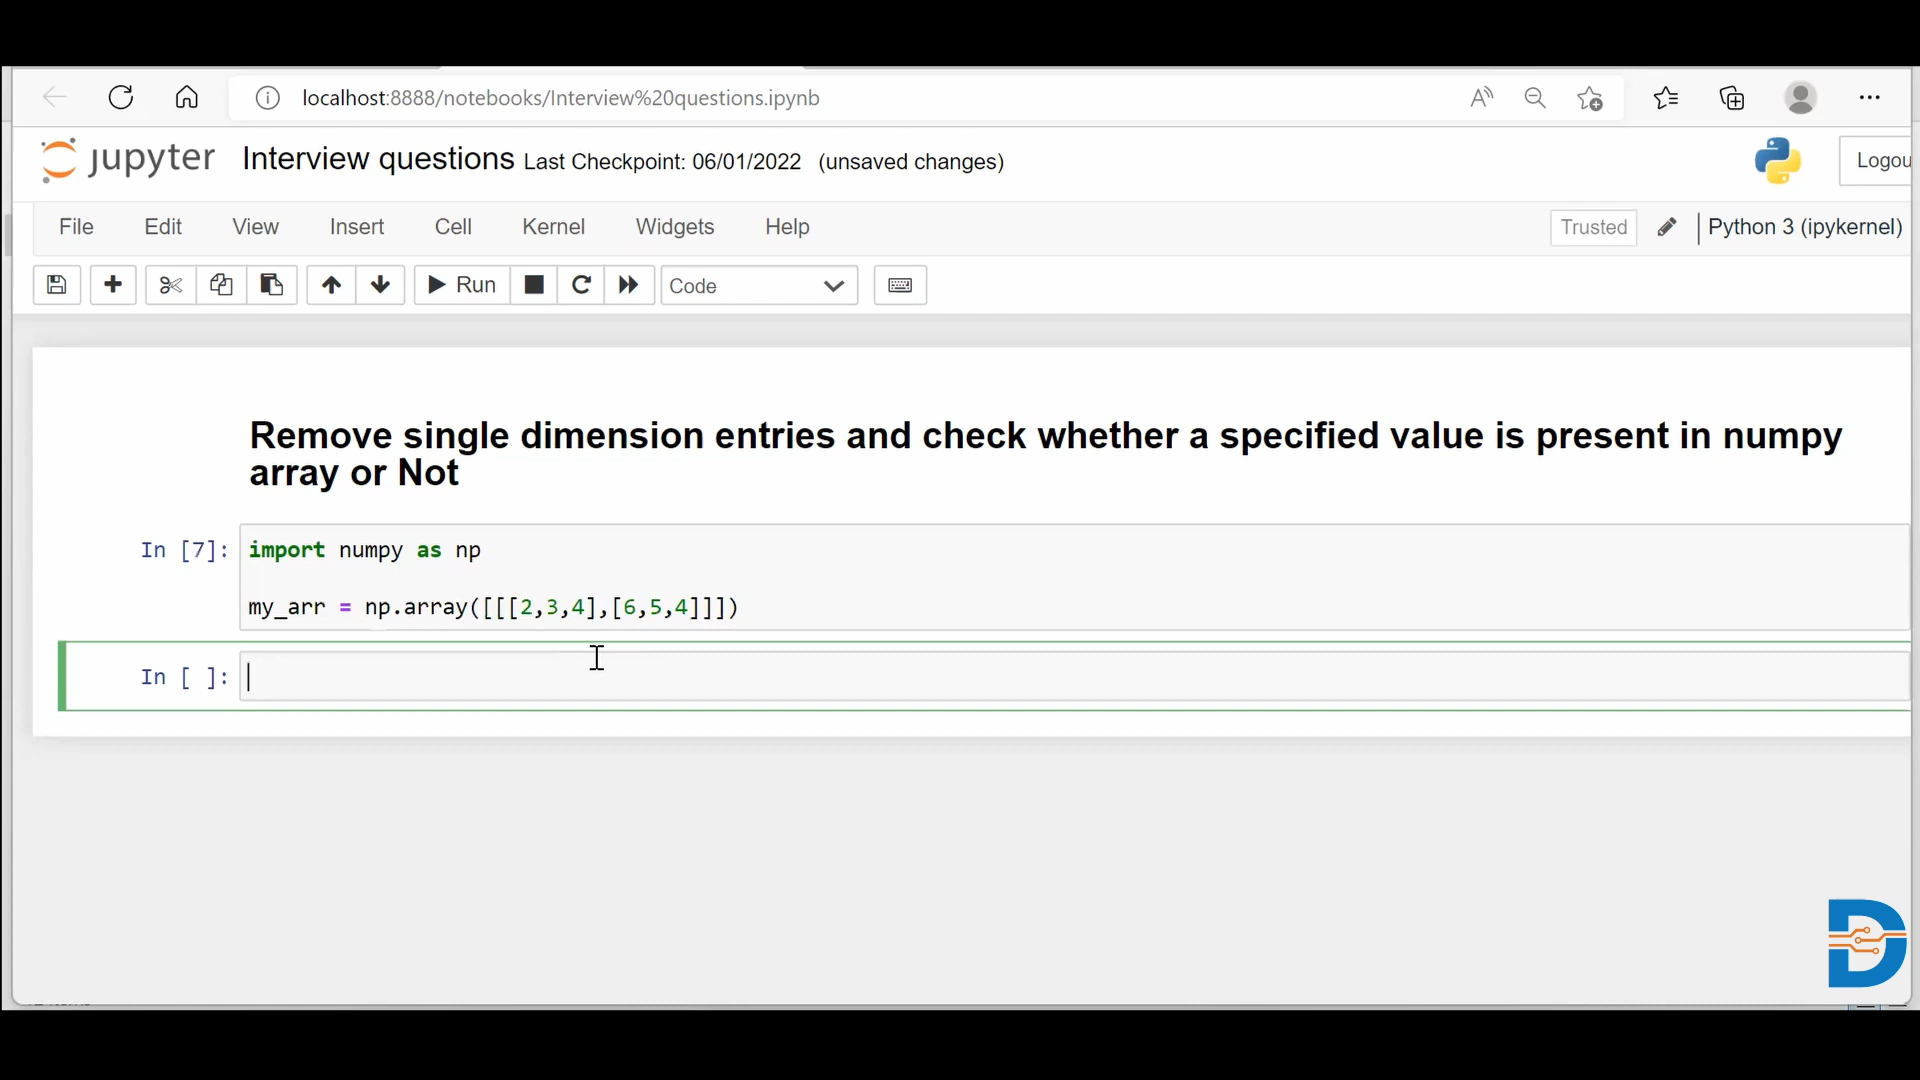 localhost:8888/notebooks/Interview%20questions.ipynb
jupyter Interview questions Last Checkpoint: 06/01/2022 (unsaved changes)
Logou
File Edit View Insert Cell Kernel Widgets Help Trusted Python 3 (ipykernel)
Run Code
Remove single dimension entries and check whether a specified value is present in numpy
array or Not
In [7]: import numpy as np
my_arr = np.array([[[2,3,4],[6,5,4]]])
In [ ]: